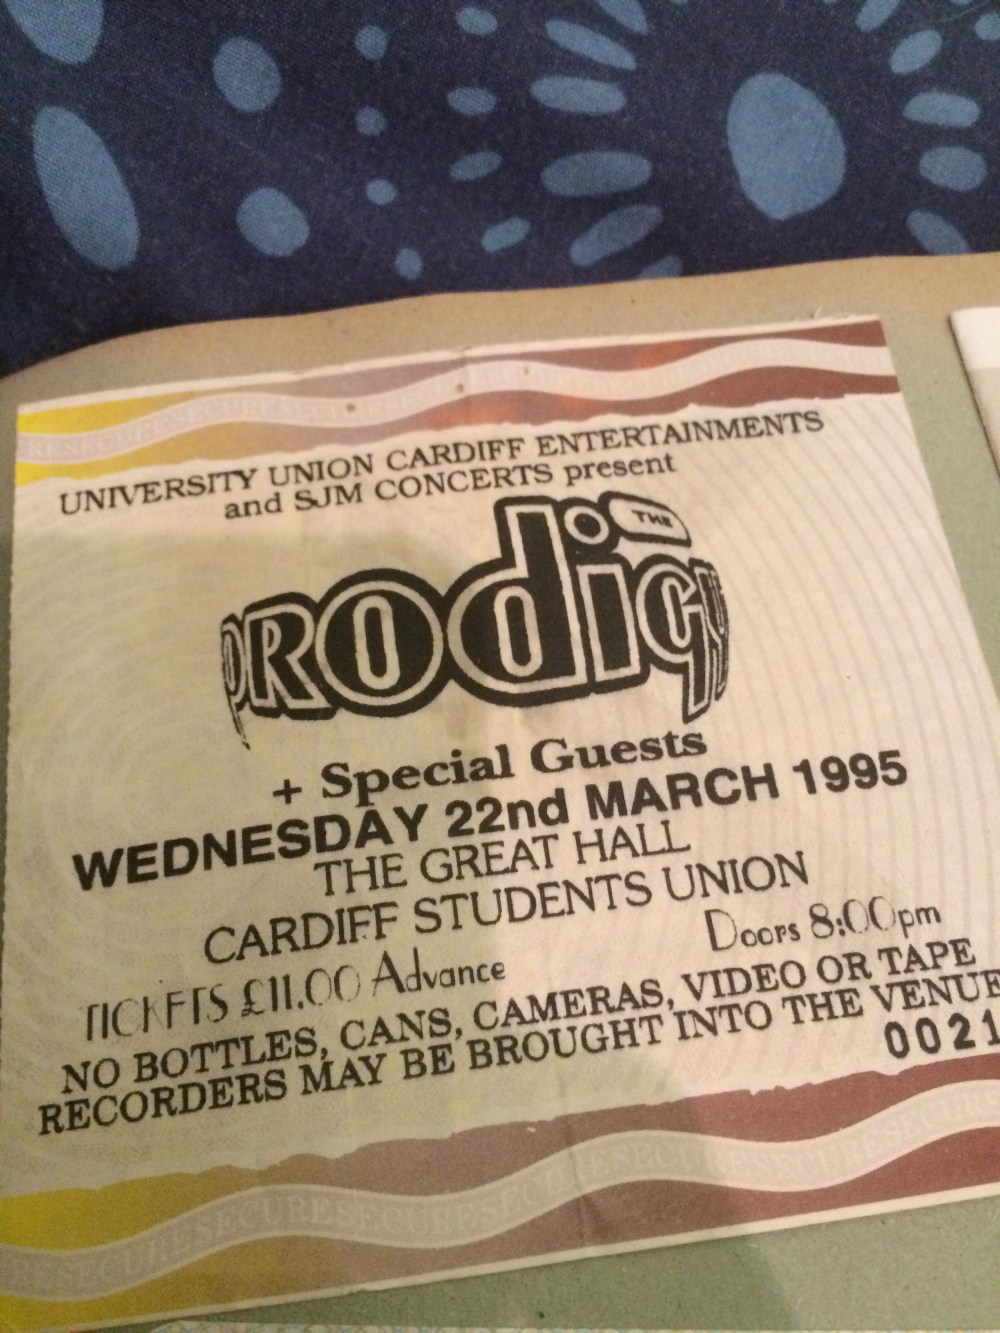 UNIVERSITY UNION CARDIFF ENTERTAINMENTS
and SJM CONCERTS present
THE
PRODIGY
+ Special Guests
WEDNESDAY 22nd MARCH 1995
THE GREAT HALL
CARDIFF STUDENTS UNION
Doors 8:00pm
TICKETS £11.00 Advance
NO BOTTLES, CANS, CAMERAS, VIDEO OR TAPE
RECORDERS MAY BE BROUGHT INTO THE VENUE
0021